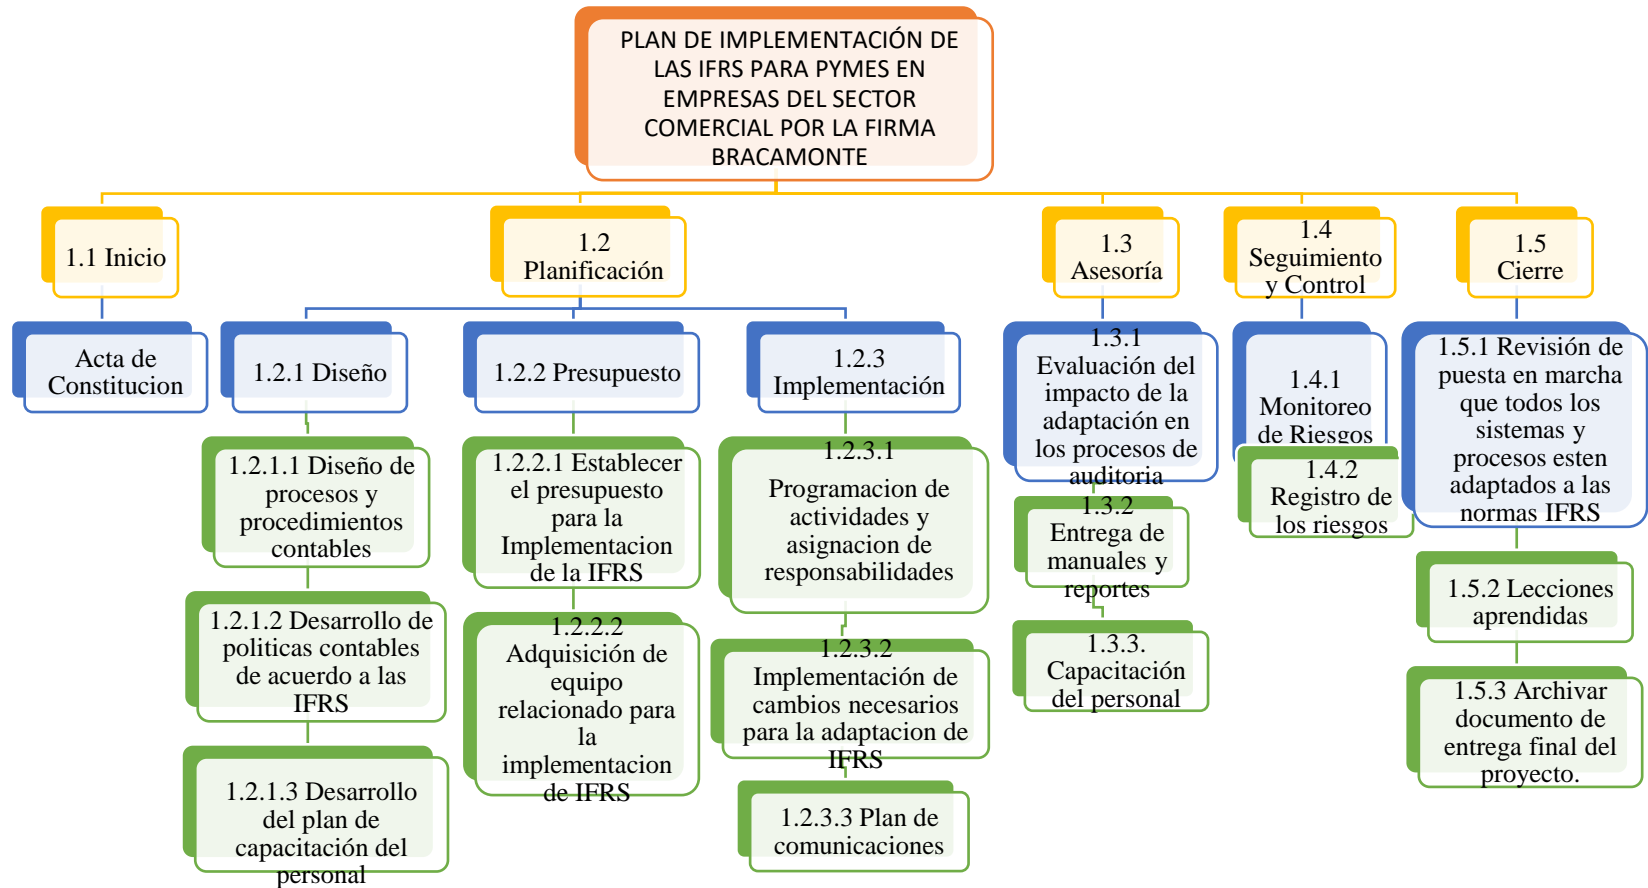 PLAN DE IMPLEMENTACIÓN DE
LAS IFRS PARA PYMES EN
EMPRESAS DEL SECTOR
COMERCIAL POR LA FIRMA
BRACAMONTE
1.1 Inicio
1.2
Planificación
1.3
Asesoría
1.4
Seguimiento
y Control
1.5
Cierre
Acta de
Constitucion
1.2.1 Diseño
1.2.1.1 Diseño de
procesos y
procedimientos
contables
1.2.1.2 Desarrollo de
politicas contables
de acuerdo a las
IFRS
1.2.1.3 Desarrollo
del plan de
capacitación del
personal
1.2.2 Presupuesto
1.2.2.1 Establecer
el presupuesto
para la
Implementacion
de la IFRS
1.2.2.2
Adquisición de
equipo
relacionado para
la
implementacion
de IFRS
1.2.3
Implementación
1.2.3.1
Programacion de
actividades y
asignacion de
responsabilidades
1.2.3.2
Implementación de
cambios necesarios
para la adaptacion de
IFRS
1.2.3.3 Plan de
comunicaciones
1.3.1
Evaluación del
impacto de la
adaptación en
los procesos de
auditoria
1.3.2
Entrega de
manuales y
reportes
1.3.3.
Capacitación
del personal
1.4.1
Monitoreo
de Riesgos
1.4.2
Registro de
los riesgos
1.5.1 Revisión de
puesta en marcha
que todos los
sistemas y
procesos esten
adaptados a las
normas IFRS
1.5.2 Lecciones
aprendidas
1.5.3 Archivar
documento de
entrega final del
proyecto.